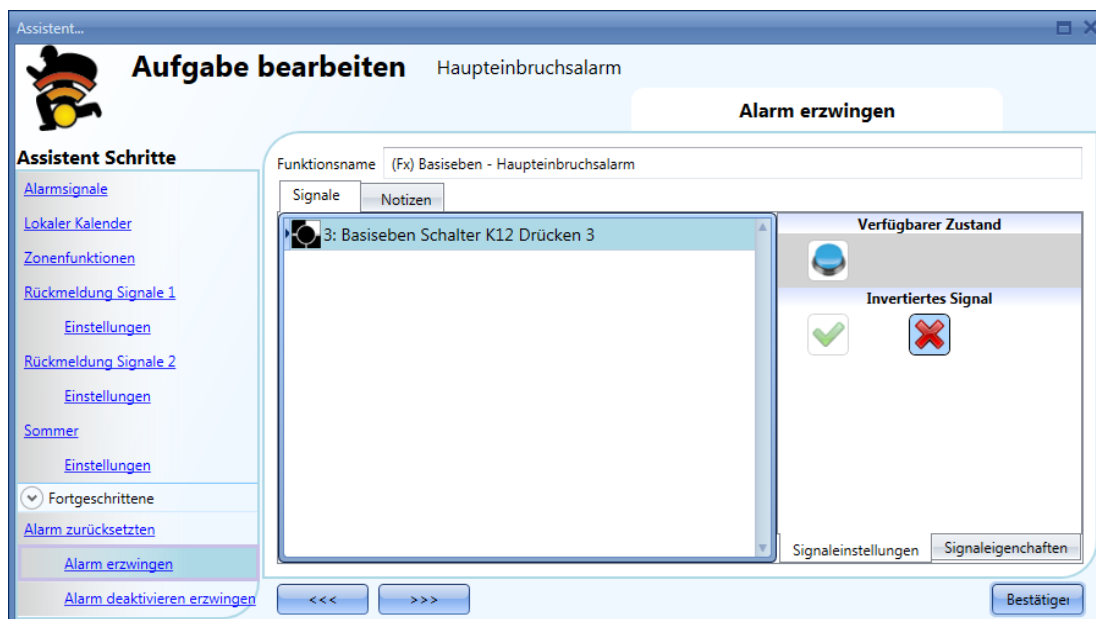 Assistent...
Aufgabe bearbeiten Haupteinbruchsalarm
Alarm erzwingen
Assistent Schritte
Alarmsignale
Lokaler Kalender
Zonenfunktionen
Rückmeldung Signale 1
Einstellungen
Rückmeldung Signale 2
Einstellungen
Sommer
Einstellungen
Fortgeschrittene
Alarm zurücksetzten
Alarm erzwingen
Alarm deaktivieren erzwingen
Funktionsname (Fx) Basiseben - Haupteinbruchsalarm
Signale Notizen
3: Basiseben Schalter K12 Drücken 3
Verfügbarer Zustand
Invertiertes Signal
Signaleinstellungen Signaleigenchaften
<<< >>> Bestätiger